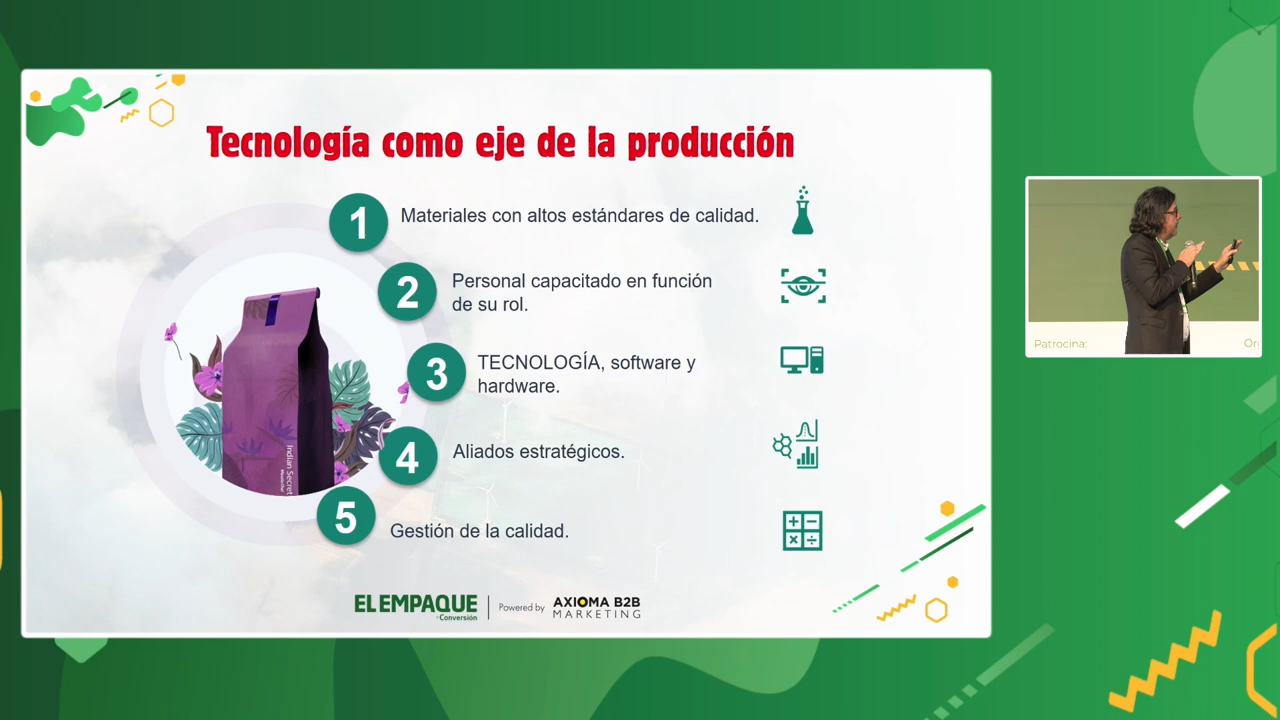 Tecnología como eje de la producción
1
Materiales con altos estándares de calidad.
2
Personal capacitado en función
de su rol.
3
TECNOLOGÍA, software y
hardware.
4
Aliados estratégicos.
5
Gestión de la calidad.
Indian Secret
EL EMPAQUE
+Conversión
Powered by
AXIOMA B2B
MARKETING
Patrocina:
Or